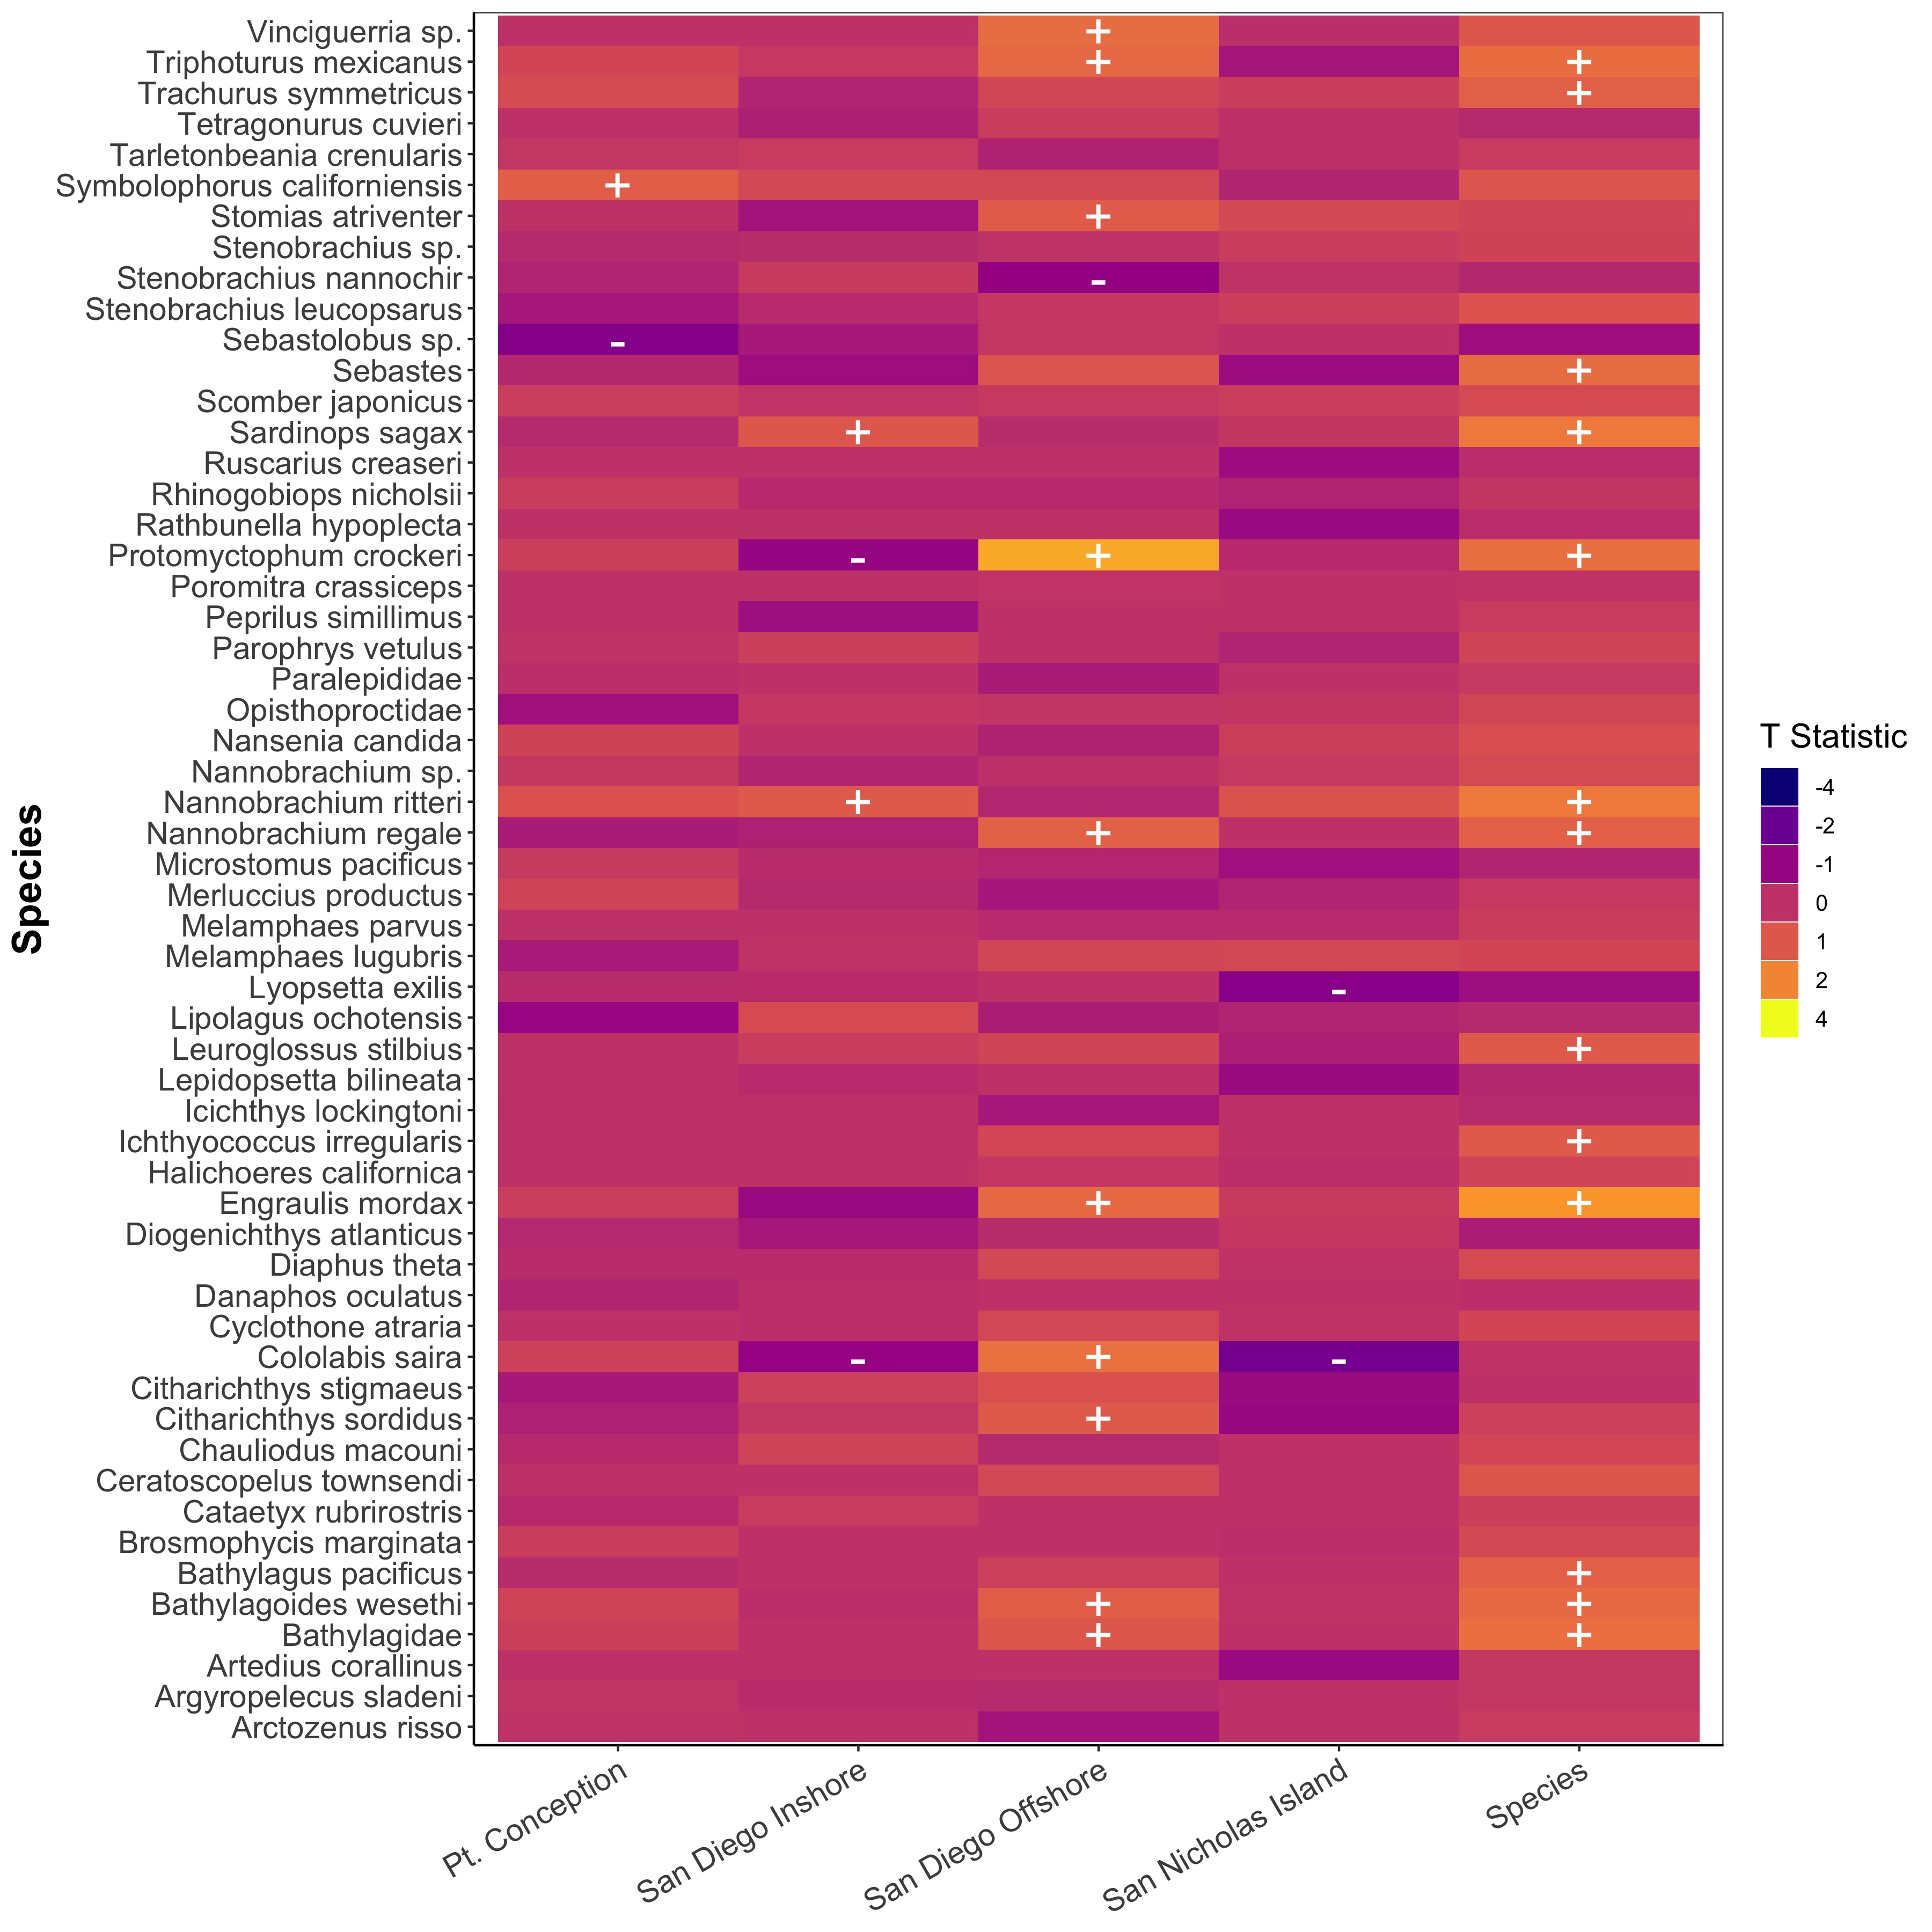 Species
Vinciguerria sp.
Triphoturus mexicanus
Trachurus symmetricus
Tetragonurus cuvieri
Tarletonbeania crenularis
Symbolophorus californiensis
Stomias atriventer
Stenobrachius sp.
Stenobrachius nannochir
Stenobrachius leucopsarus
Sebastolobus sp.
Sebastes
Scomber japonicus
Sardinops sagax
Ruscarius creaseri
Rhinogobiops nicholsii
Rathbunella hypoplecta
Protomyctophum crockeri
Poromitra crassiceps
Peprilus simillimus
Parophrys vetulus
Paralepididae
Opisthoproctidae
Nansenia candida
Nannobrachium sp.
Nannobrachium ritteri
Nannobrachium regale
Microstomus pacificus
Merluccius productus
Melamphaes parvus
Melamphaes lugubris
Lyopsetta exilis
Lipolagus ochotensis
Leuroglossus stilbius
Lepidopsetta bilineata
Icichthys lockingtoni
Ichthyococcus irregularis
Halichoeres californica
Engraulis mordax
Diogenichthys atlanticus
Diaphus theta
Danaphos oculatus
Cyclothone atraria
Cololabis saira
Citharichthys stigmaeus
Citharichthys sordidus
Chauliodus macouni
Ceratoscopelus townsendi
Cataetyx rubrirostris
Brosmophycis marginata
Bathylagus pacificus
Bathylagoides wesethi
Bathylagidae
Artedius corallinus
Argyropelecus sladeni
Arctozenus risso
Pt. Conception
San Diego Inshore
San Diego Offshore
San Nicholas Island
Species
T Statistic
-4
-2
-1
0
1
2
4